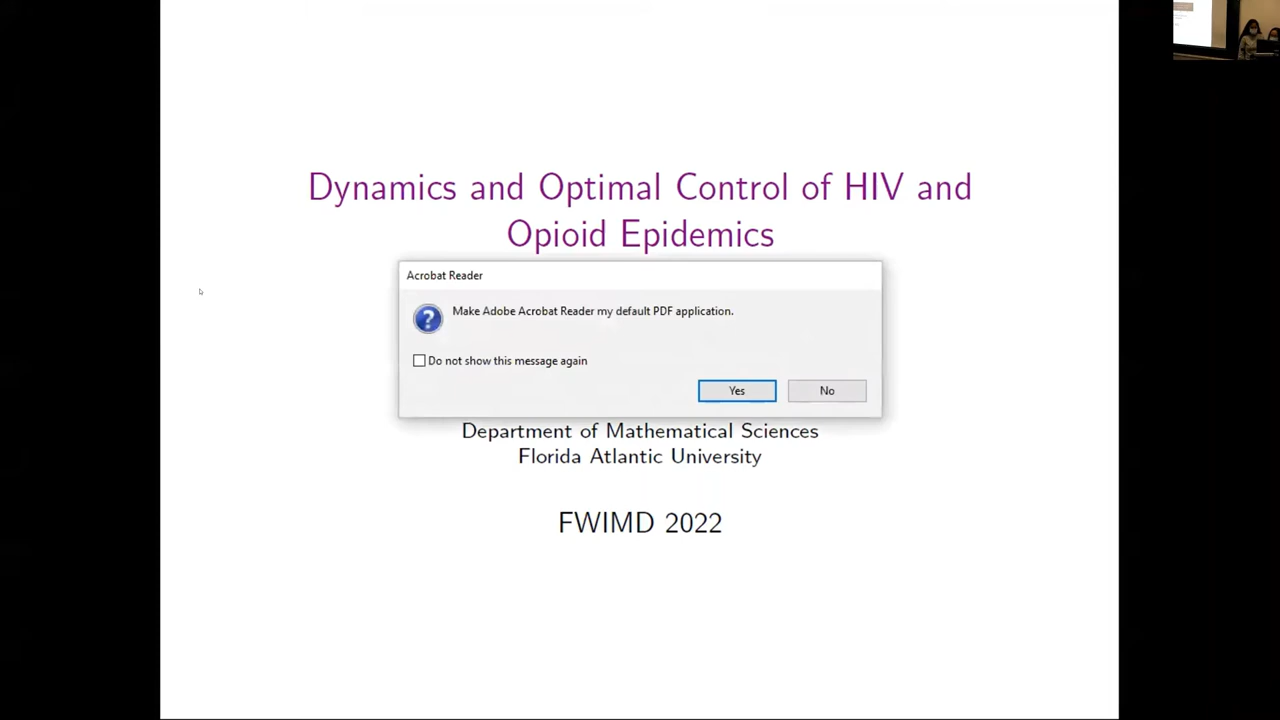 Dynamics and Optimal Control of HIV and
Opioid Epidemics
Acrobat Reader
Make Adobe Acrobat Reader my default PDF application.
Do not show this message again
Yes
No
Department of Mathematical Sciences
Florida Atlantic University
FWIMD 2022